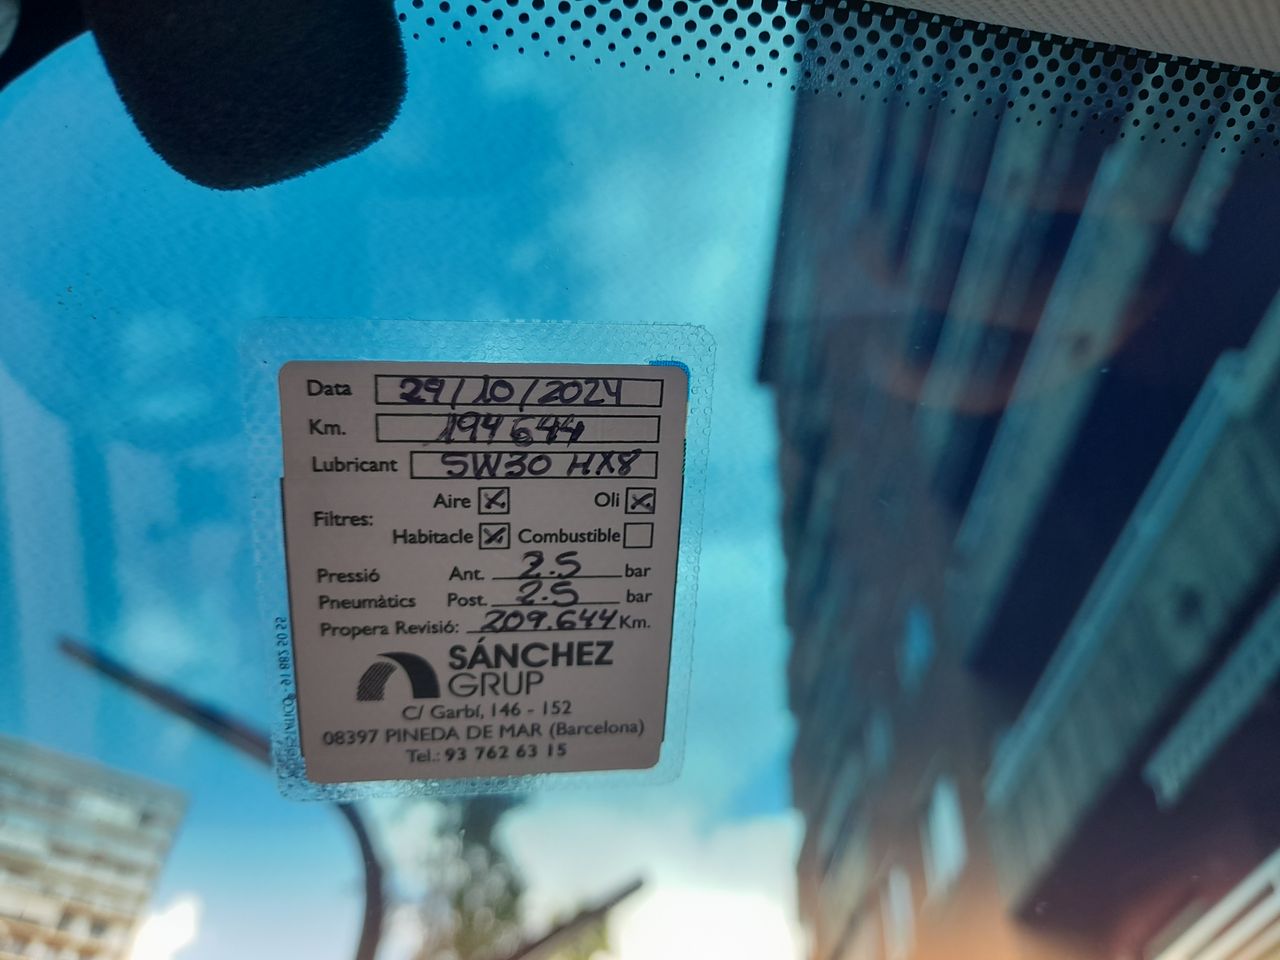 Data 29/10/2024
Km. 194644
Lubricant 5W30 HX8
Filtres: Aire X Oli X
Habitacle X Combustible
Pressió Pneumàtics Ant. 2.5 bar
Post. 2.5 bar
Propera Revisió: 209.644 Km.
SÁNCHEZ
GRUP
C/ Garbí, 146 - 152
08397 PINEDA DE MAR (Barcelona)
Tel.: 93 762 63 15